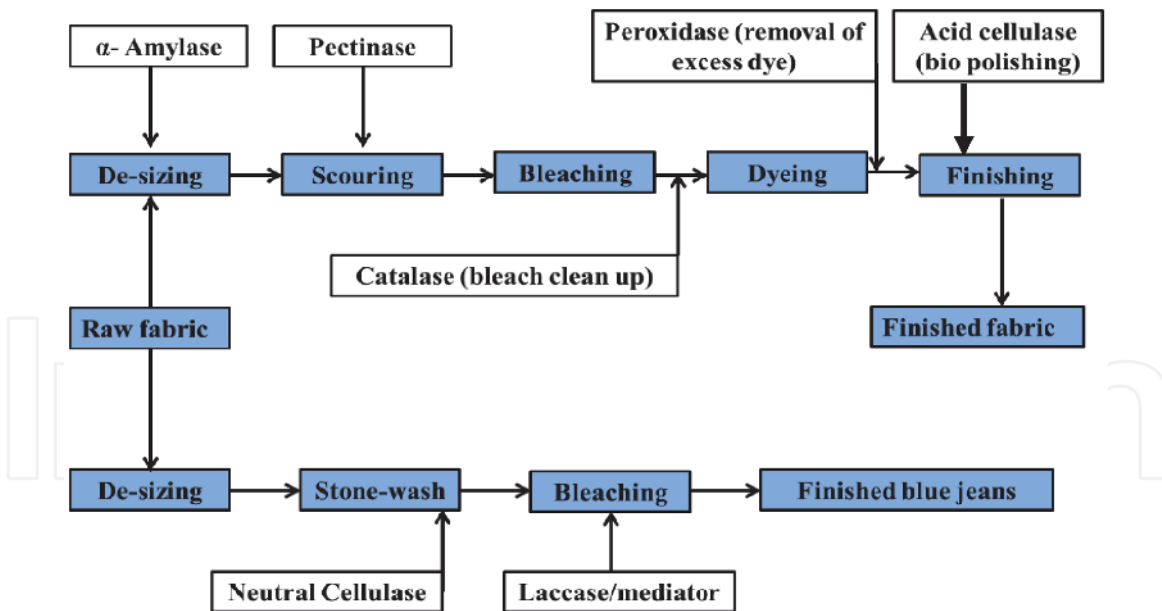 α- Amylase
Pectinase
Peroxidase (removal of
excess dye)
Acid cellulase
(bio polishing)
De-sizing
Scouring
Bleaching
Dyeing
Finishing
Catalase (bleach clean up)
Raw fabric
Finished fabric
De-sizing
Stone-wash
Bleaching
Finished blue jeans
Neutral Cellulase
Laccase/mediator